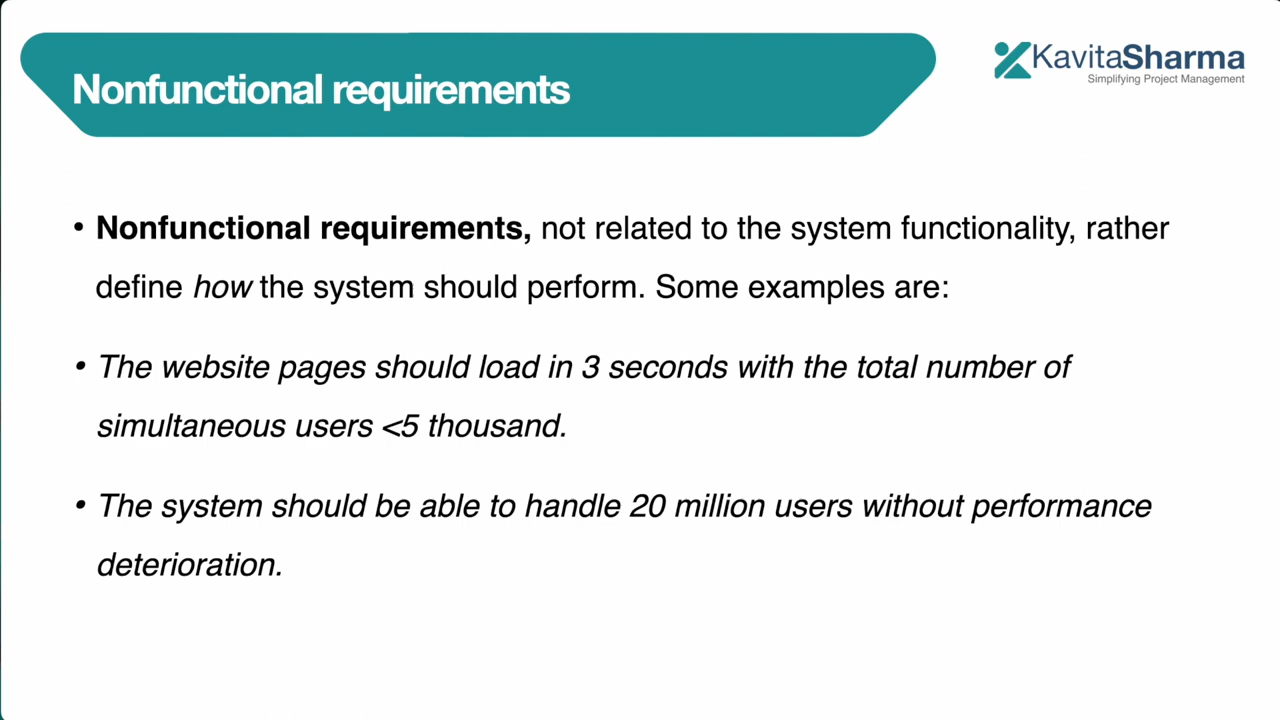 Nonfunctional requirements
KavitaSharma
Simplifying Project Management
• Nonfunctional requirements, not related to the system functionality, rather
define how the system should perform. Some examples are:
• The website pages should load in 3 seconds with the total number of
simultaneous users <5 thousand.
• The system should be able to handle 20 million users without performance
deterioration.